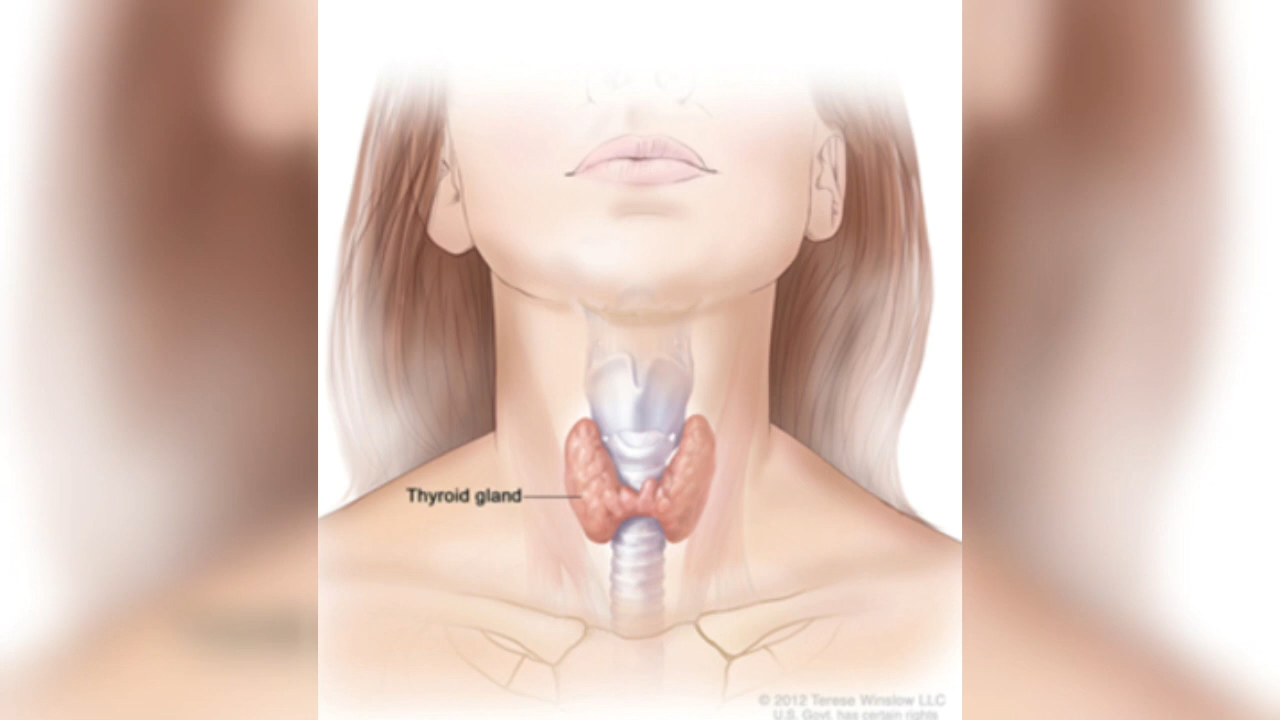 Thyroid gland
© 2012 Terese Winslow LLC
U.S. Govt. has certain rights